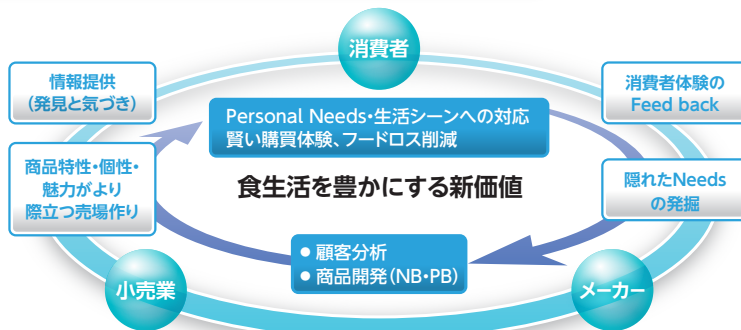 消費者
情報提供
(発見と気づき)
消費者体験の
Feed back
Personal Needs・生活シーンへの対応
賢い購買体験、フードロス削減
商品特性・個性・
魅力がより
際立つ売場作り
食生活を豊かにする新価値
隠れたNeeds
の発掘
● 顧客分析
● 商品開発(NB・PB)
小売業
メーカー